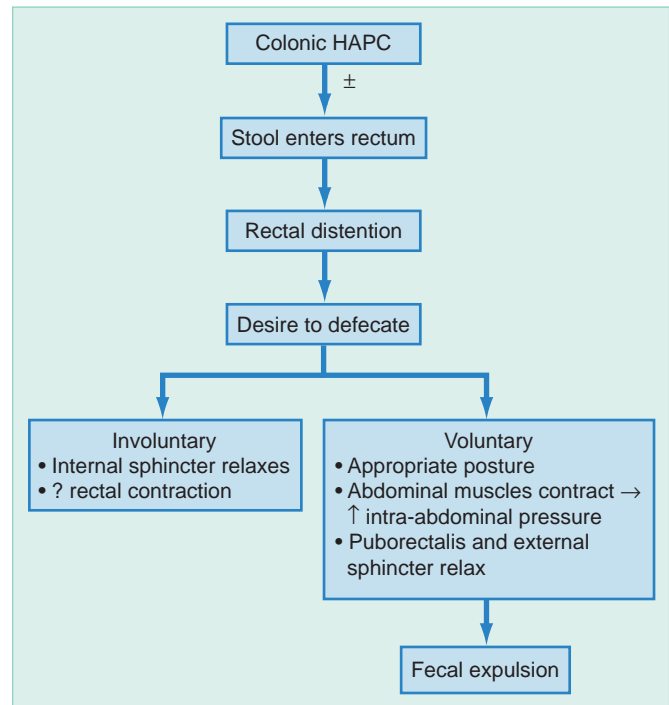 Colonic HAPC
±
Stool enters rectum
Rectal distention
Desire to defecate
Involuntary
• Internal sphincter relaxes
• ? rectal contraction
Voluntary
• Appropriate posture
• Abdominal muscles contract →
↑ intra-abdominal pressure
• Puborectalis and external
sphincter relax
Fecal expulsion